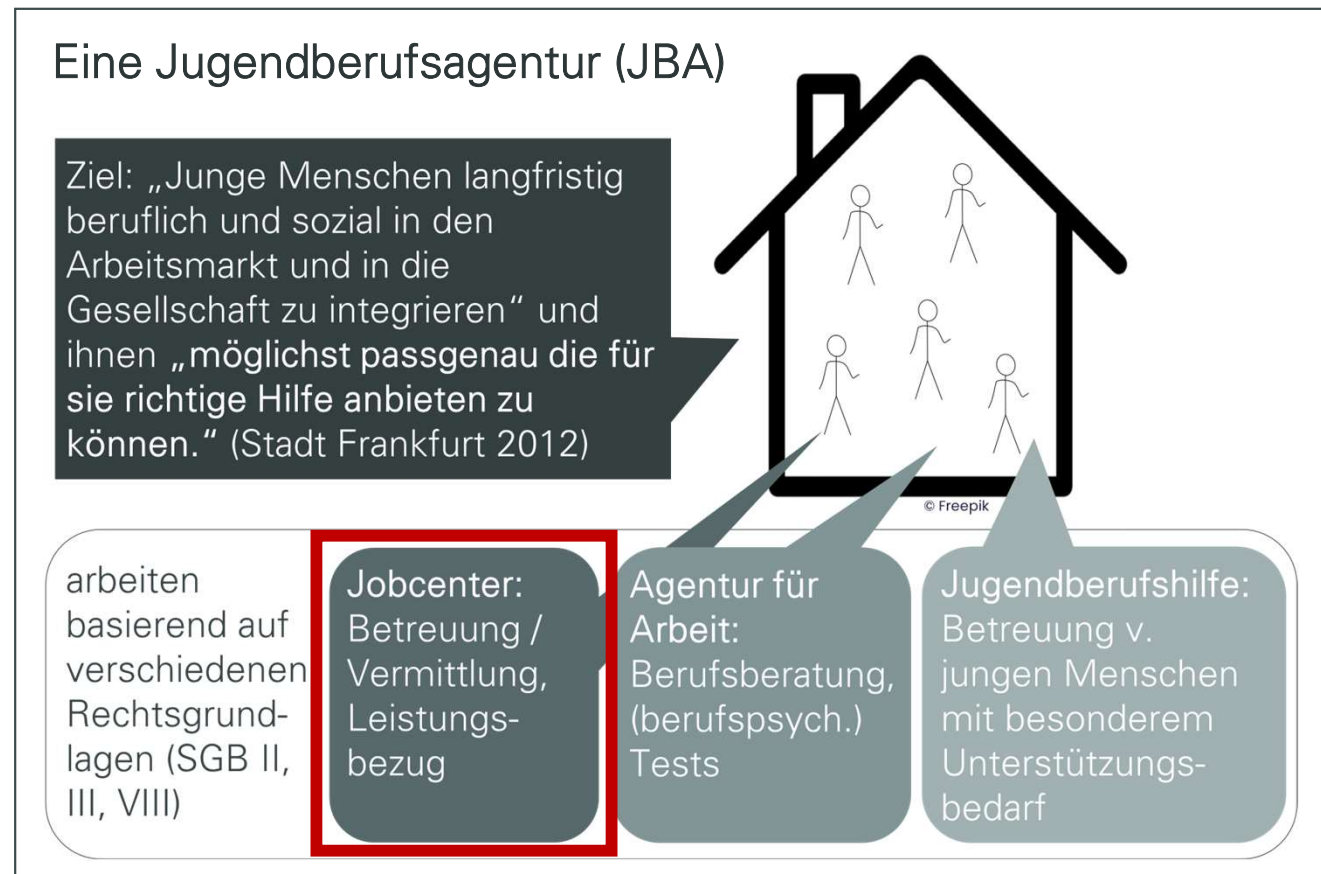 Eine Jugendberufsagentur (JBA)
Ziel: „Junge Menschen langfristig
beruflich und sozial in den
Arbeitsmarkt und in die
Gesellschaft zu integrieren“ und
ihnen „möglichst passgenau die für
sie richtige Hilfe anbieten zu
können.“ (Stadt Frankfurt 2012)
© Freepik
arbeiten
basierend auf
verschiedenen
Rechtsgrund-
lagen (SGB II,
III, VIII)
Jobcenter:
Betreuung /
Vermittlung,
Leistungs-
bezug
Agentur für
Arbeit:
Berufsberatung,
(berufspsych.)
Tests
Jugendberufshilfe:
Betreuung v.
jungen Menschen
mit besonderem
Unterstützungs-
bedarf